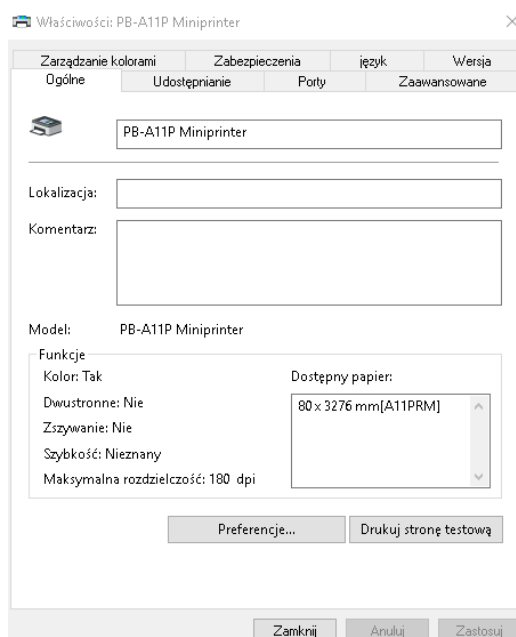 Właściwości: PB-A11P Miniprinter
Zarządzanie kolorami Zabezpieczenia język Wersja
Ogólne Udostępnianie Porty Zaawansowane
PB-A11P Miniprinter
Lokalizacja:
Komentarz:
Model: PB-A11P Miniprinter
Funkcje
Kolor: Tak
Dwustronne: Nie
Zszywanie: Nie
Szybkość: Nieznany
Maksymalna rozdzielczość: 180 dpi
Dostępny papier:
80 x 3276 mm[A11PRM]
Preferencje... Drukuj stronę testową
Zamknij Anuluj Zastosuj